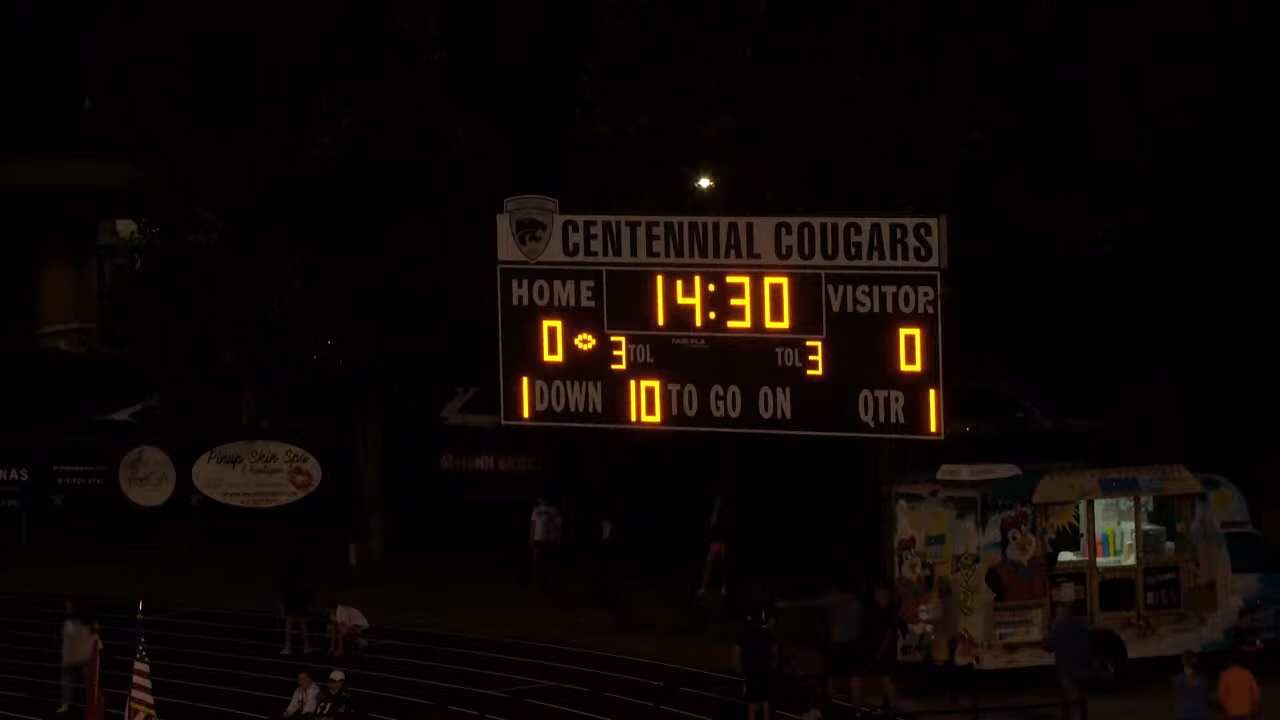 CENTENNIAL COUGARS
HOME 14:30 VISITOR
0 3 TOL TOL 3 0
1 DOWN 10 TO GO ON QTR 1
NAS
Pinup Skin Spa